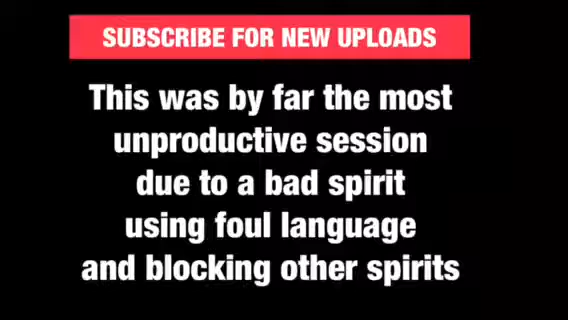 SUBSCRIBE FOR NEW UPLOADS
This was by far the most
unproductive session
due to a bad spirit
using foul language
and blocking other spirits